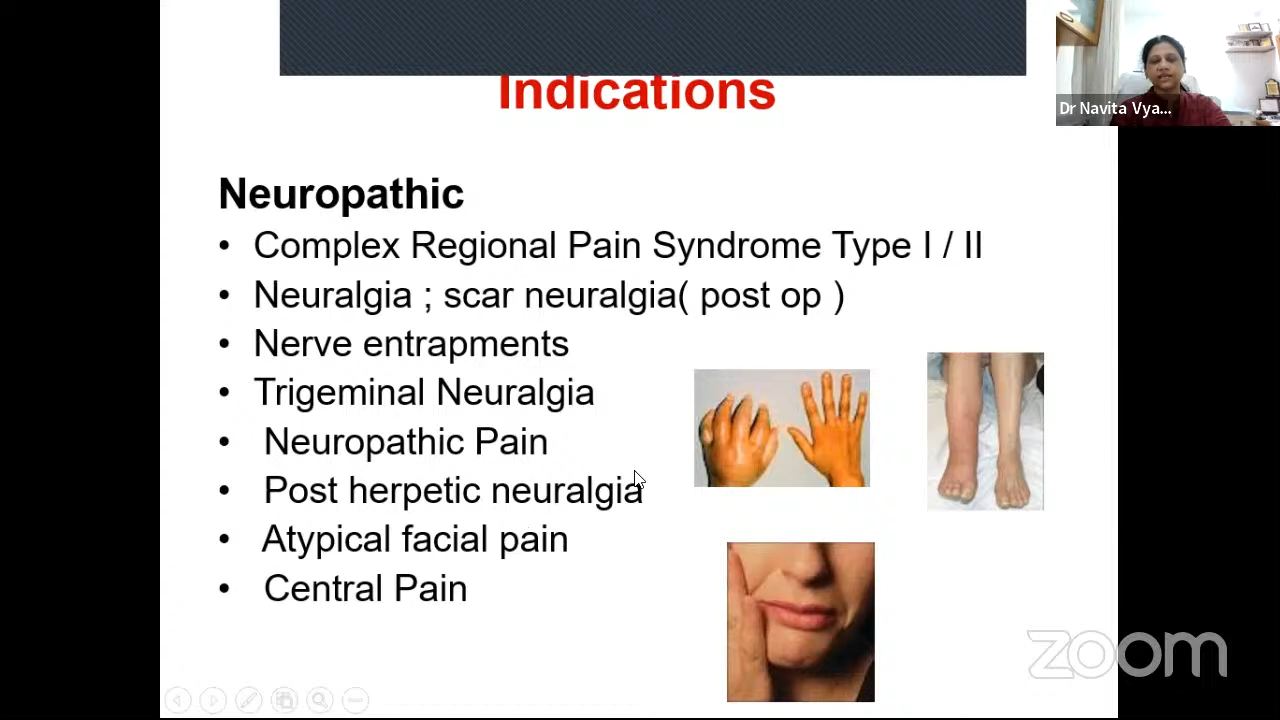 Indications
Dr Navita Vya...
Neuropathic
• Complex Regional Pain Syndrome Type I / II
• Neuralgia ; scar neuralgia( post op )
• Nerve entrapments
• Trigeminal Neuralgia
• Neuropathic Pain
• Post herpetic neuralgia
• Atypical facial pain
• Central Pain
zoom